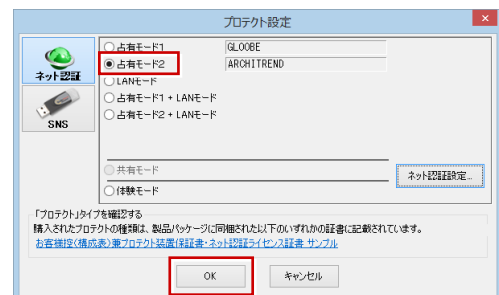 プロテクト設定
×
ネット認証
SNS
占有モード1 GLOOBE
占有モード2 ARCHITREND
LANモード
占有モード1 + LANモード
占有モード2 + LANモード
共有モード
体験モード
ネット認証設定...
「プロテクト」タイプを確認する
購入されたプロテクトの種類は、製品パッケージに同梱された以下のいずれかの証書に記載されています。
お客様控(構成表)兼プロテクト装置保証書・ネット認証ライセンス証書 サンプル
OK キャンセル